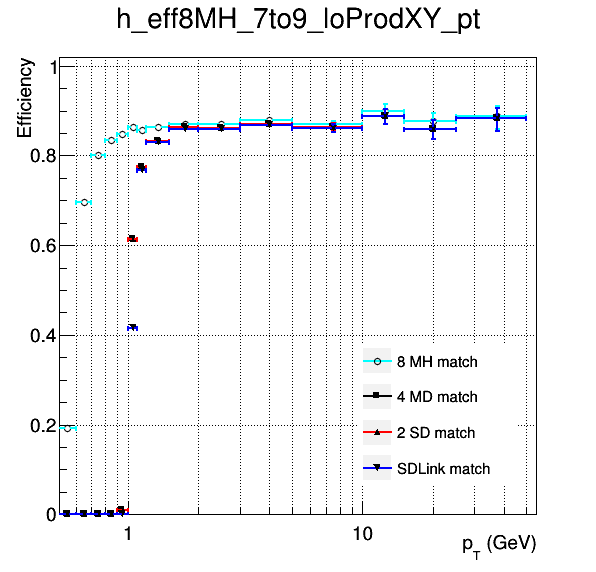 h_eff8MH_7to9_loProdXY_pt
Efficiency
1
0.8
0.6
0.4
0.2
0
8 MH match
4 MD match
2 SD match
SDLink match
1
10
p_T (GeV)